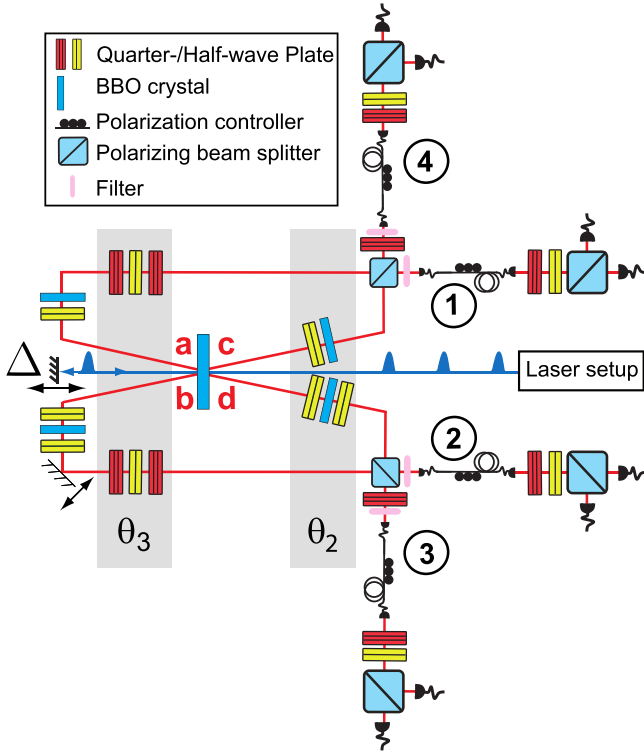 Quarter-/Half-wave Plate
BBO crystal
Polarization controller
Polarizing beam splitter
Filter
4
1
a c
Δ
Laser setup
b d
2
θ3
θ2
3